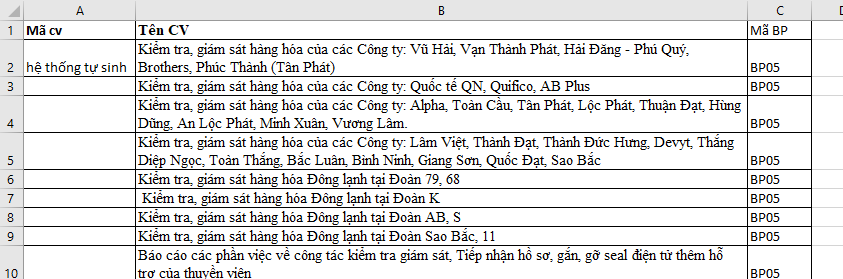 A B C D
1 Mã cv Tên CV Mã BP
Kiểm tra, giám sát hàng hóa của các Công ty: Vũ Hải, Vạn Thành Phát, Hải Đăng - Phú Quý,
2 hệ thống tự sinh Brothers, Phúc Thành (Tân Phát) BP05
3 Kiểm tra, giám sát hàng hóa của các Công ty: Quốc tế QN, Quifico, AB Plus BP05
Kiểm tra, giám sát hàng hóa của các Công ty: Alpha, Toàn Cầu, Tân Phát, Lộc Phát, Thuận Đạt, Hùng
4 Dũng, An Lộc Phát, Minh Xuân, Vương Lâm. BP05
Kiểm tra, giám sát hàng hóa của các Công ty: Lâm Việt, Thành Đạt, Thành Đức Hưng, Devyt, Thắng
5 Diệp Ngọc, Toàn Thắng, Bắc Luân, Bình Ninh, Giang Sơn, Quốc Đạt, Sao Bắc BP05
6 Kiểm tra, giám sát hàng hóa Đông lạnh tại Đoàn 79, 68 BP05
7 Kiểm tra, giám sát hàng hóa Đông lạnh tại Đoàn K BP05
8 Kiểm tra, giám sát hàng hóa Đông lạnh tại Đoàn AB, S BP05
9 Kiểm tra, giám sát hàng hóa Đông lạnh tại Đoàn Sao Bắc, 11 BP05
Báo cáo các phần việc về công tác kiểm tra giám sát, Tiếp nhận hồ sơ, gắn, gỡ seal điện tử thêm hỗ
10 trợ của thuyền viên BP05